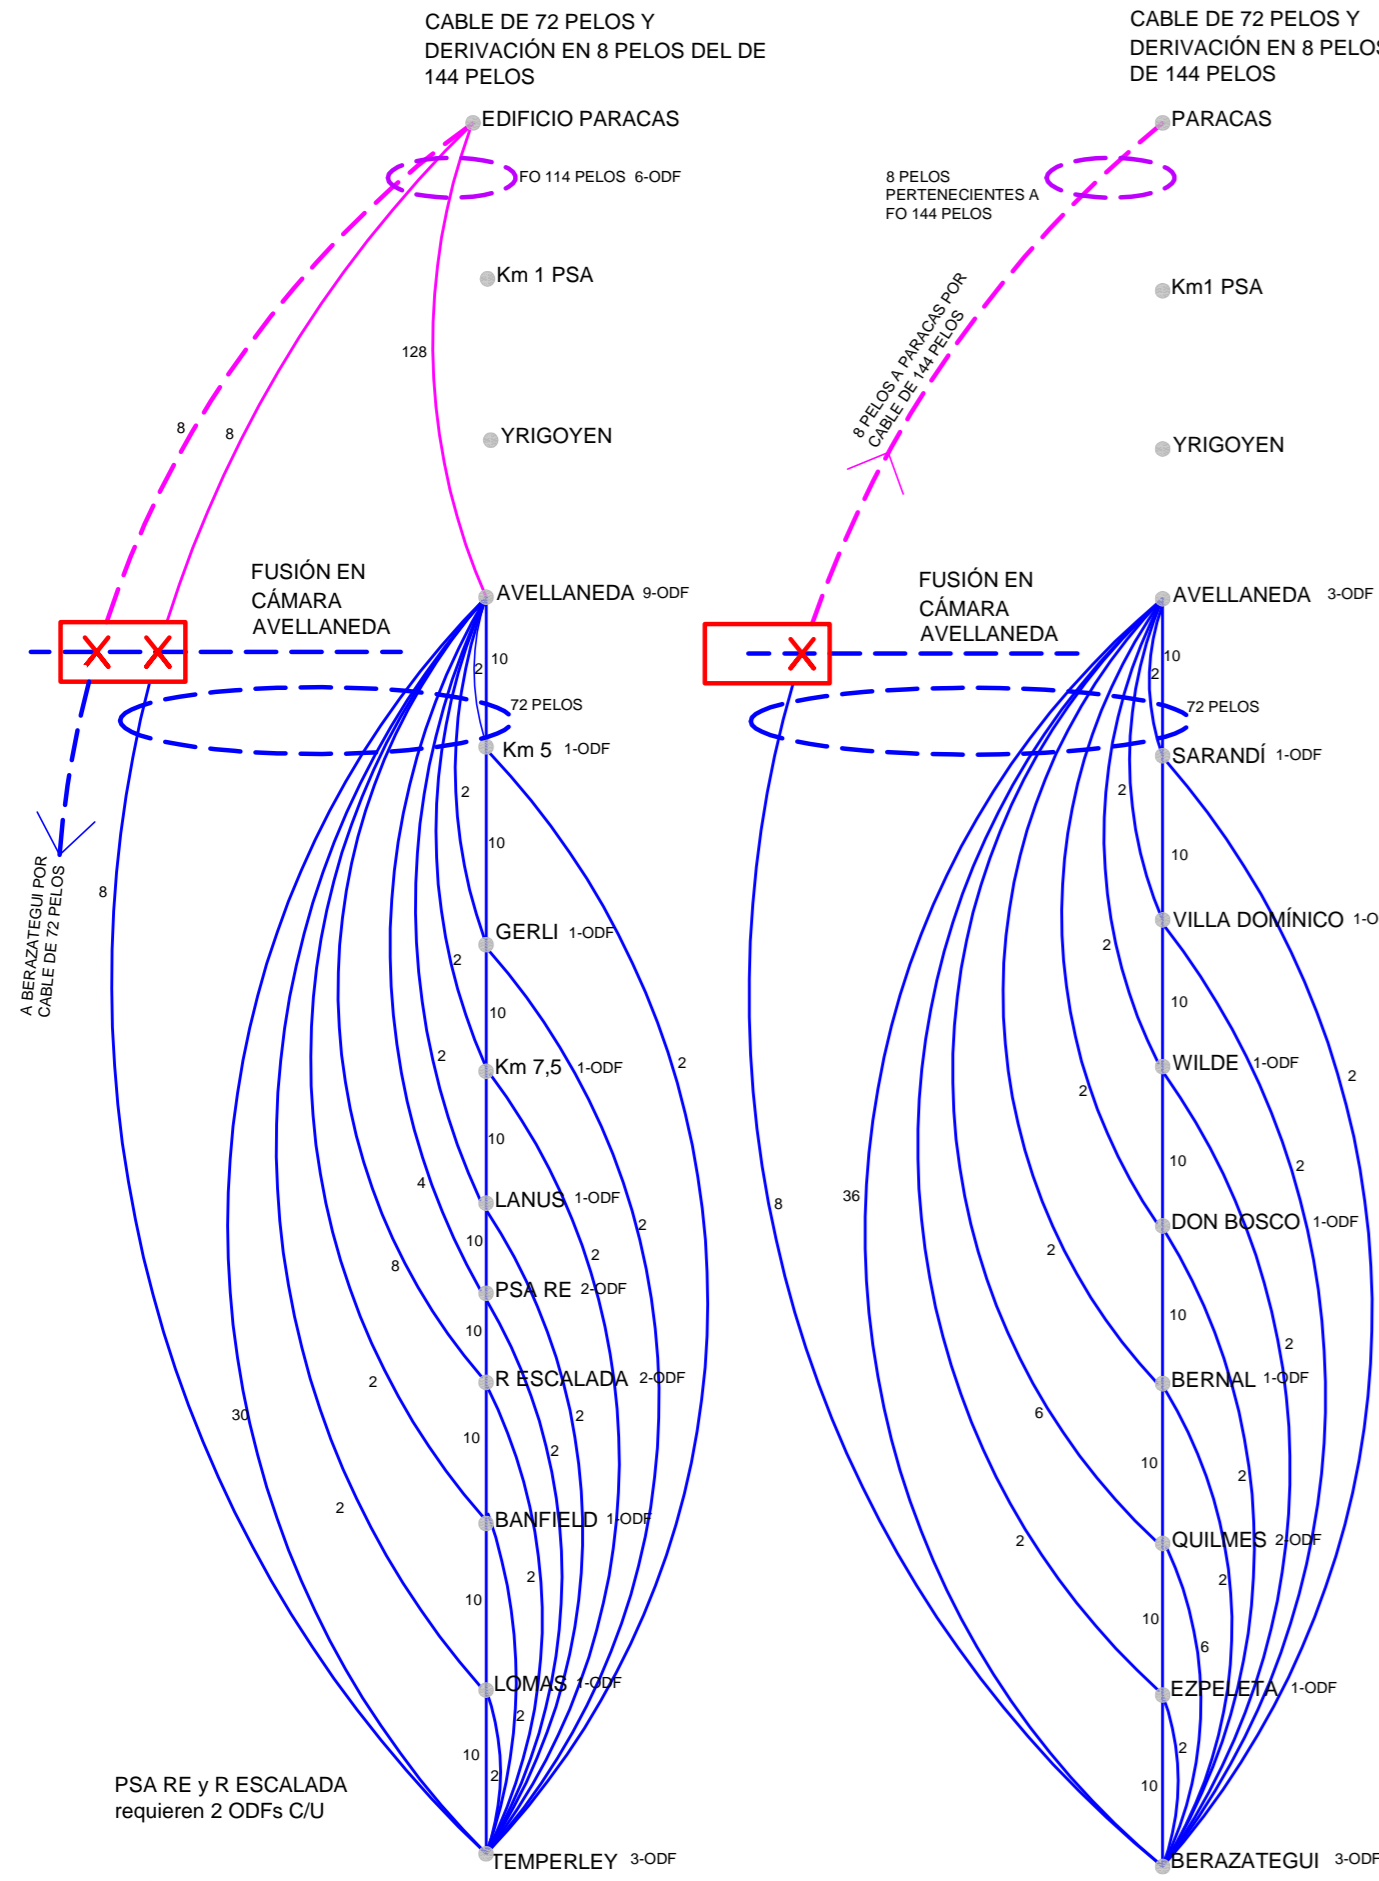 CABLE DE 72 PELOS Y
DERIVACIÓN EN 8 PELOS DEL DE
144 PELOS
EDIFICIO PARACAS
FO 114 PELOS 6-ODF
Km 1 PSA
128
8
8
YRIGOYEN
FUSIÓN EN
CÁMARA
AVELLANEDA
AVELLANEDA 9-ODF
10
2
72 PELOS
Km 5 1-ODF
2
10
8
A BERAZATEGUI POR
CABLE DE 72 PELOS
GERLI 1-ODF
2
10
2
2
Km 7,5 1-ODF
10
4
LANUS 1-ODF
2
10
2
8
PSA RE 2-ODF
10
2
R ESCALADA 2-ODF
30
2
10
2
2
BANFIELD 1-ODF
2
10
LOMAS 1-ODF
2
10
2
PSA RE y R ESCALADA
requieren 2 ODFs C/U
TEMPERLEY 3-ODF
CABLE DE 72 PELOS Y
DERIVACIÓN EN 8 PELOS
DE 144 PELOS
PARACAS
8 PELOS
PERTENECIENTES A
FO 144 PELOS
Km1 PSA
8 PELOS A PARACAS POR
CABLE DE 144 PELOS
YRIGOYEN
FUSIÓN EN
CÁMARA
AVELLANEDA
AVELLANEDA 3-ODF
10
2
72 PELOS
SARANDÍ 1-ODF
2
10
VILLA DOMÍNICO 1-O
2
10
WILDE 1-ODF
2
2
10
2
8
36
DON BOSCO 1-ODF
2
10
2
BERNAL 1-ODF
6
10
2
QUILMES 2-ODF
2
2
10
6
EZPELETA 1-ODF
2
10
BERAZATEGUI 3-ODF